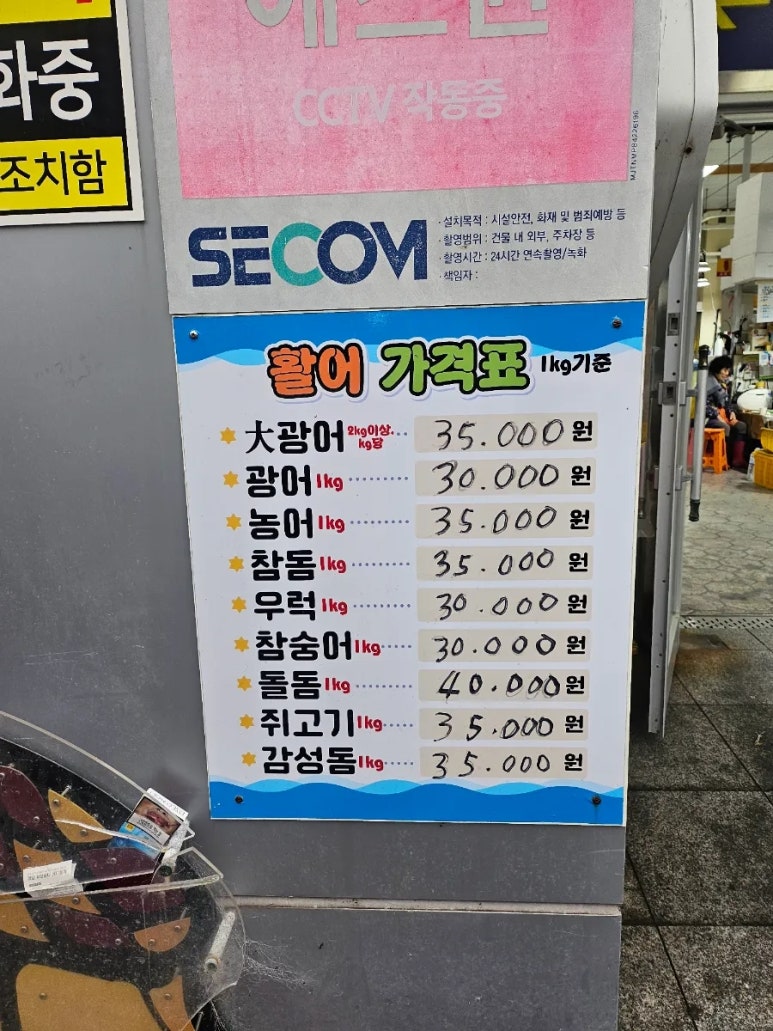 화중
조치함
에스원
CCTV 작동중
SECOM
· 설치목적 : 시설안전, 화재 및 범죄예방 등
· 촬영범위 : 건물 내 외부, 주차장 등
· 촬영시간 : 24시간 연속촬영/녹화
· 책임자 :
활어 가격표 1kg기준
大광어 2kg이상. kg당 35.000원
광어 1kg 30.000원
농어 1kg 35.000원
참돔 1kg 35.000원
우럭 1kg 30.000원
참숭어 1kg 30.000원
돌돔 1kg 40.000원
쥐고기 1kg 35.000원
감성돔 1kg 35.000원